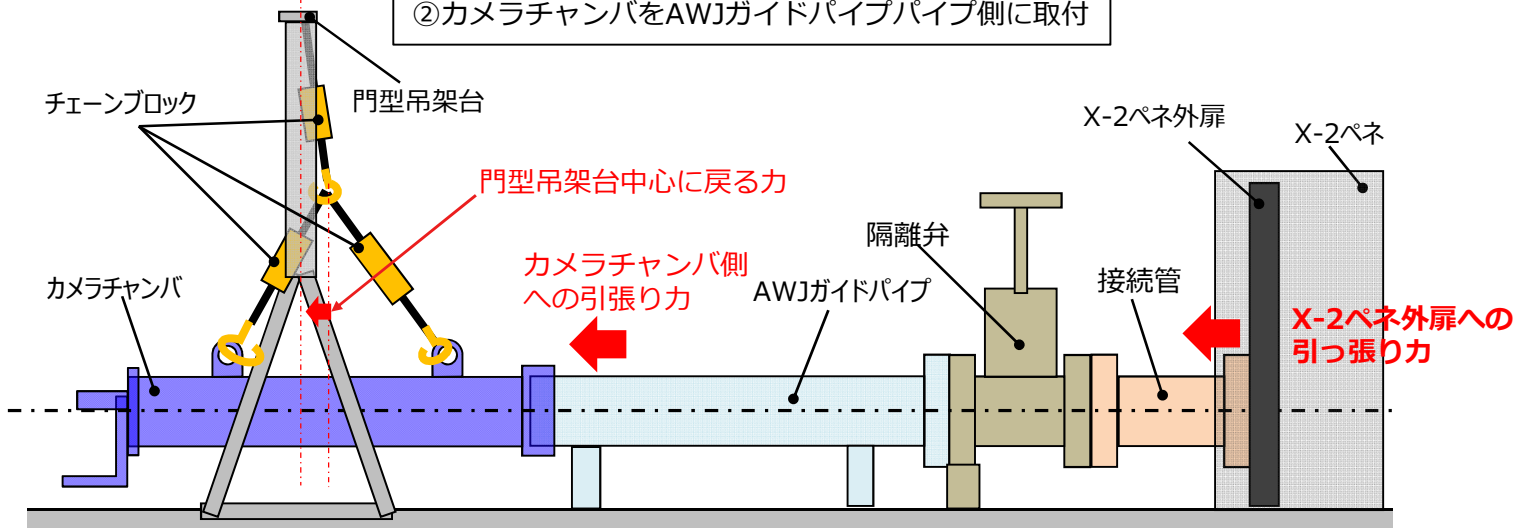 ②カメラチャンバをAWJガイドパイプパイプ側に取付
チェーンブロック
門型吊架台
X-2ペネ外扉
X-2ペネ
門型吊架台中心に戻る力
隔離弁
カメラチャンバ
カメラチャンバ側
への引張り力
AWJガイドパイプ
接続管
X-2ペネ外扉への
引っ張り力